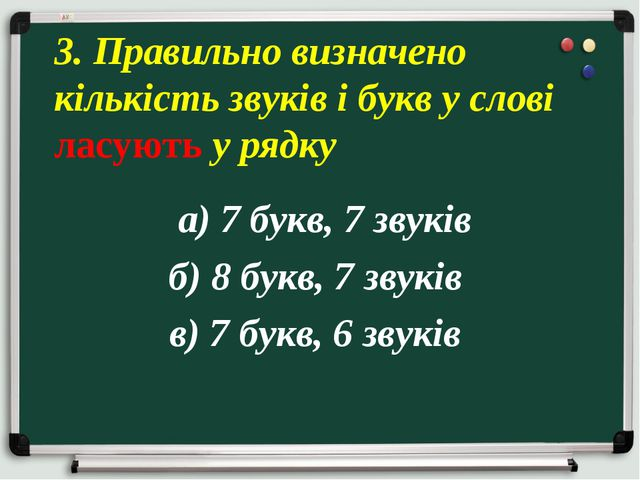 3. Правильно визначено
кількість звуків і букв у слові
ласують у рядку
а) 7 букв, 7 звуків
б) 8 букв, 7 звуків
в) 7 букв, 6 звуків